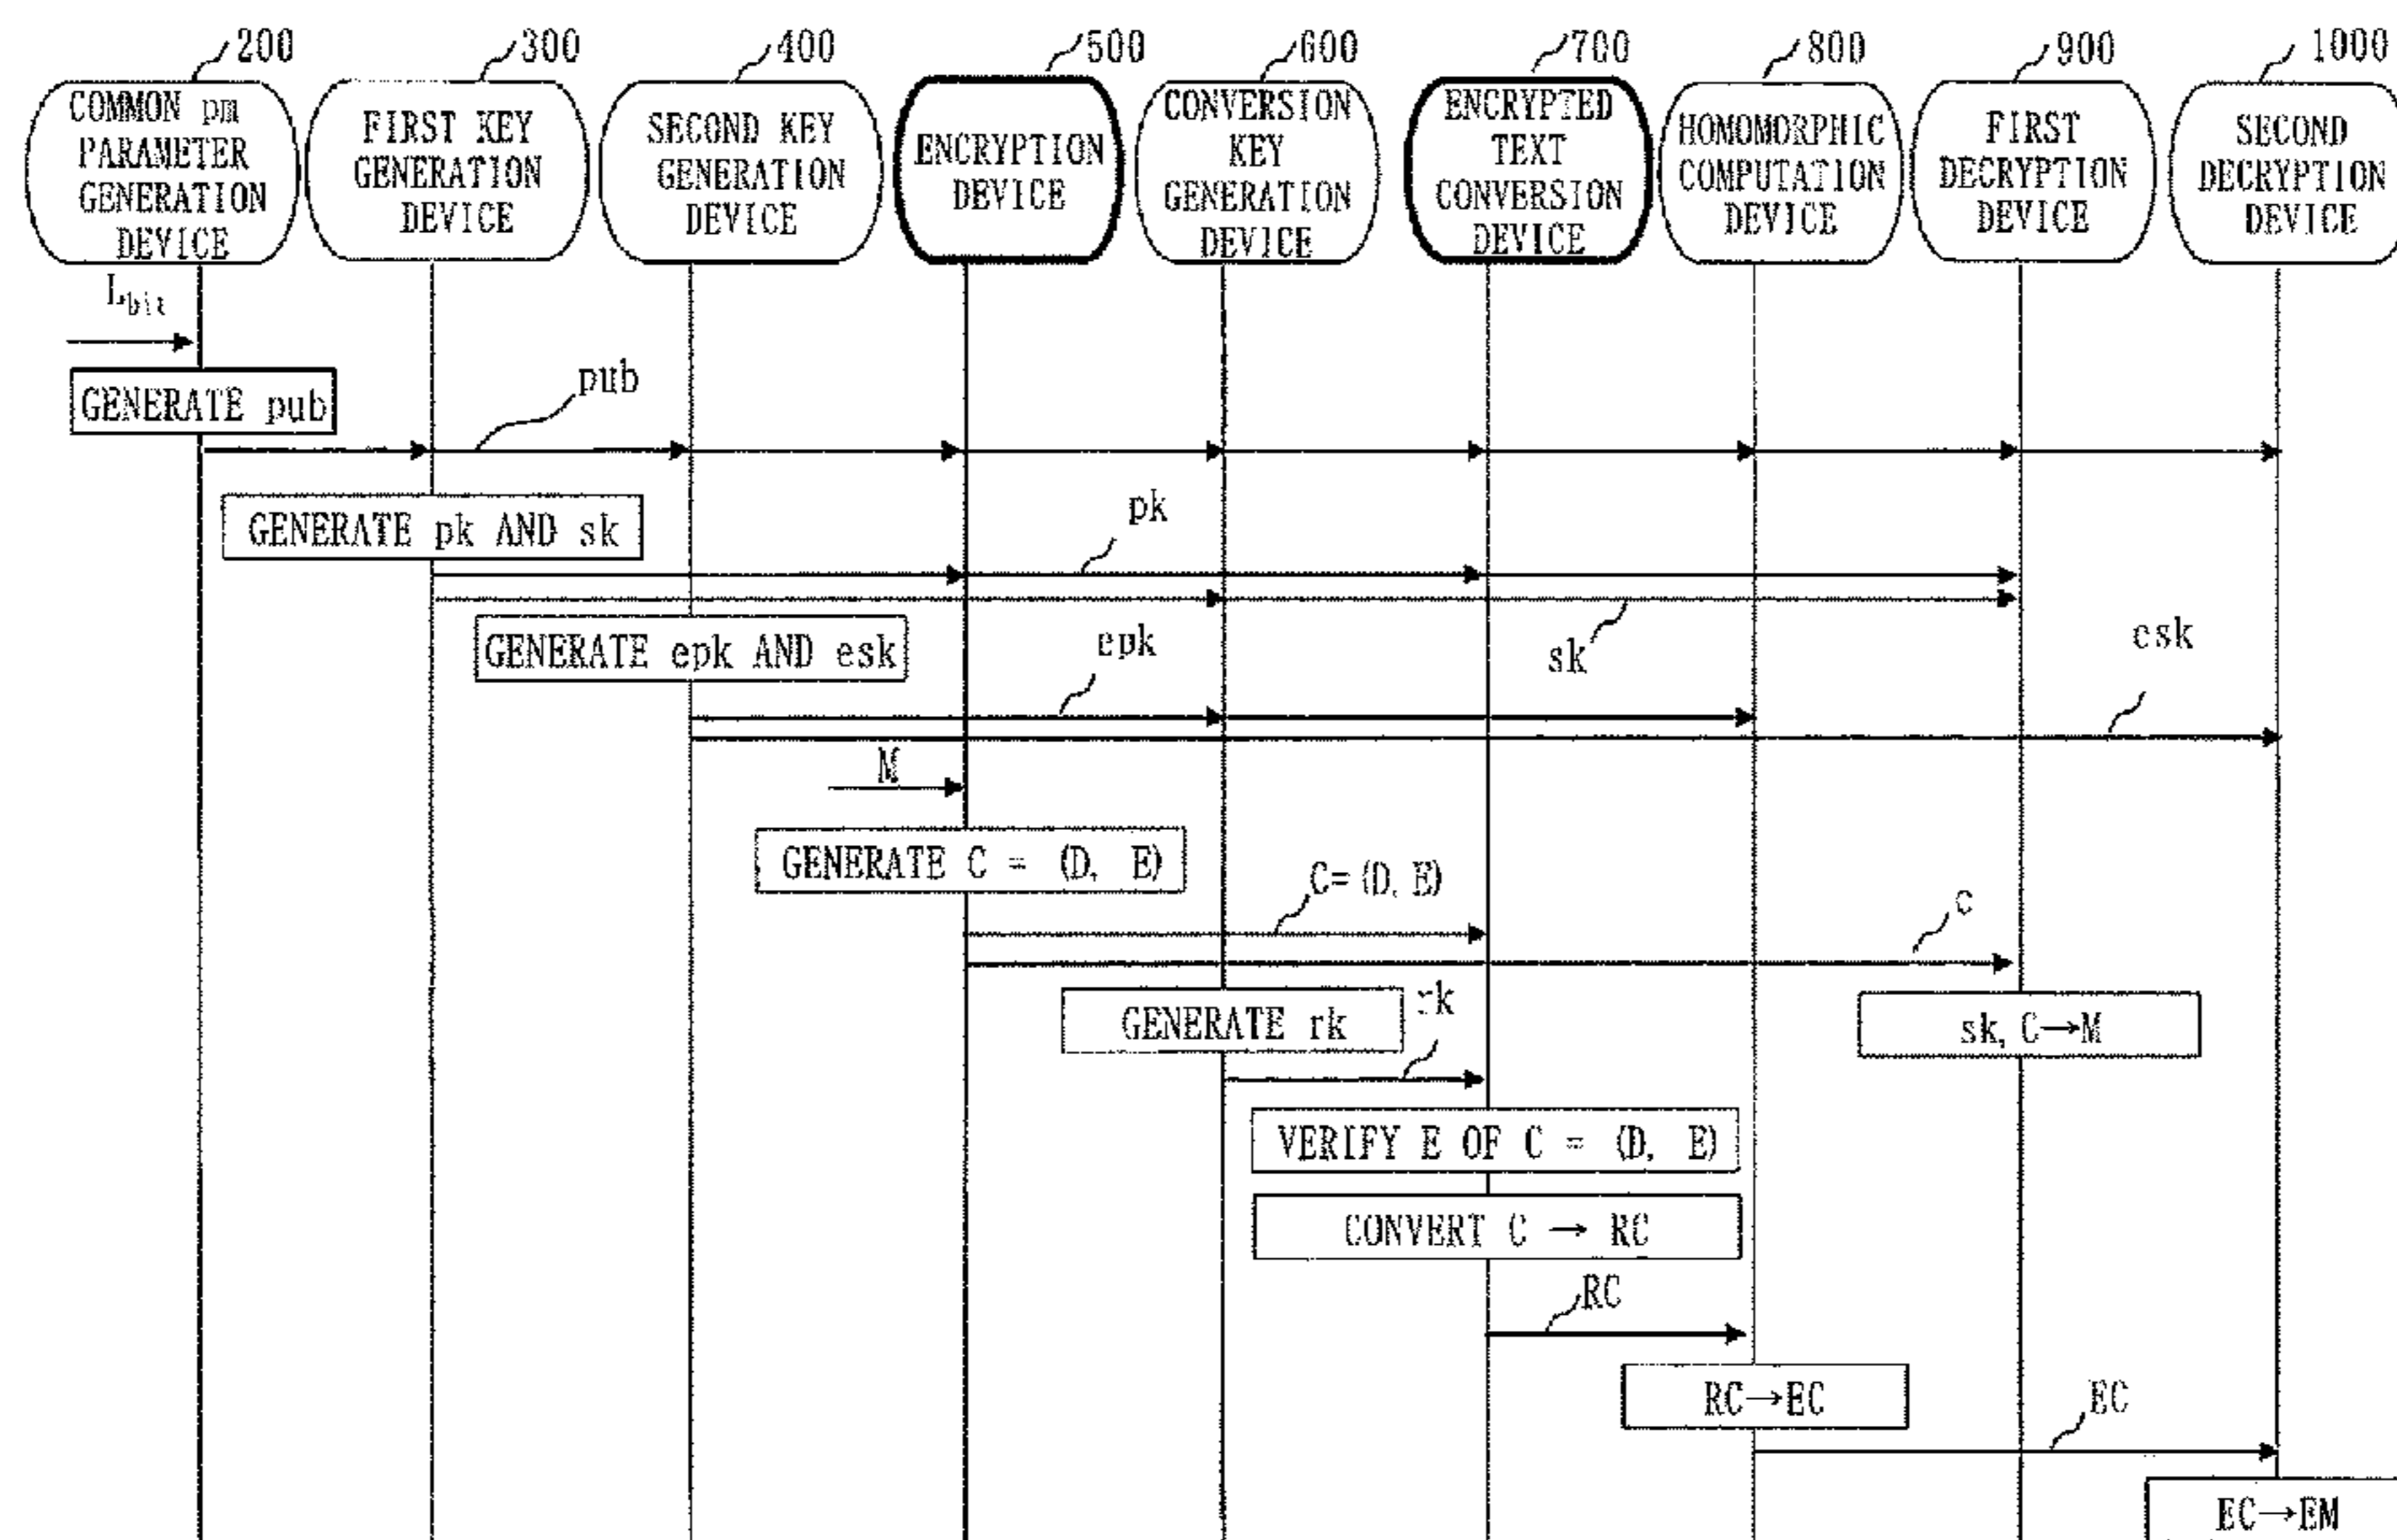 200
300
400
500
600
700
800
900
1000
COMMON pm
PARAMETER
GENERATION
DEVICE
FIRST KEY
GENERATION
DEVICE
SECOND KEY
GENERATION
DEVICE
ENCRYPTION
DEVICE
CONVERSION
KEY
GENERATION
DEVICE
ENCRYPTED
TEXT
CONVERSION
DEVICE
HOMOMORPHIC
COMPUTATION
DEVICE
FIRST
DECRYPTION
DEVICE
SECOND
DECRYPTION
DEVICE
Lbit
GENERATE pub
pub
GENERATE pk AND sk
pk
sk
GENERATE epk AND esk
epk
esk
M
GENERATE C = (D, E)
C= (D, E)
C
GENERATE rk
rk
sk, C→M
VERIFY E OF C = (D, E)
CONVERT C → RC
RC
RC→EC
EC
EC→EM